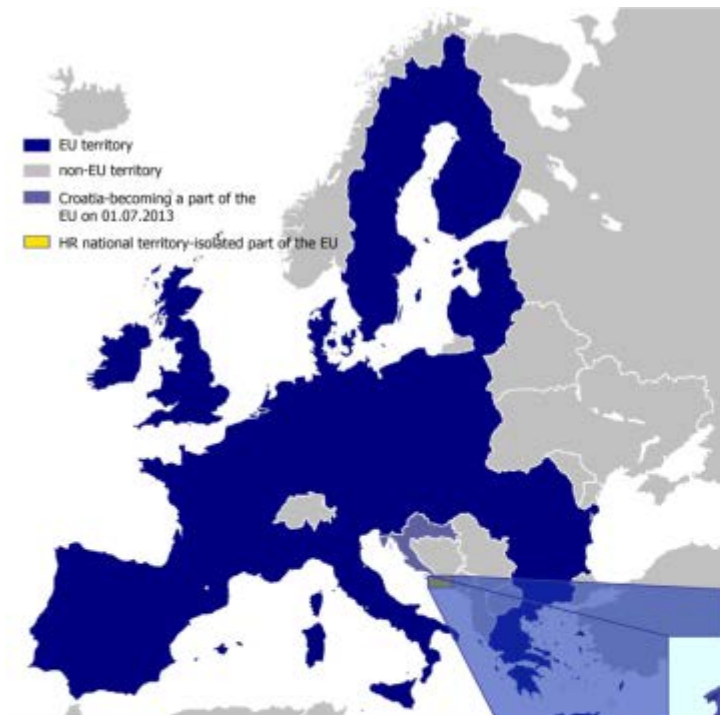 EU territory
non-EU territory
Croatia-becoming a part of the
EU on 01.07.2013
HR national territory-isolated part of the EU